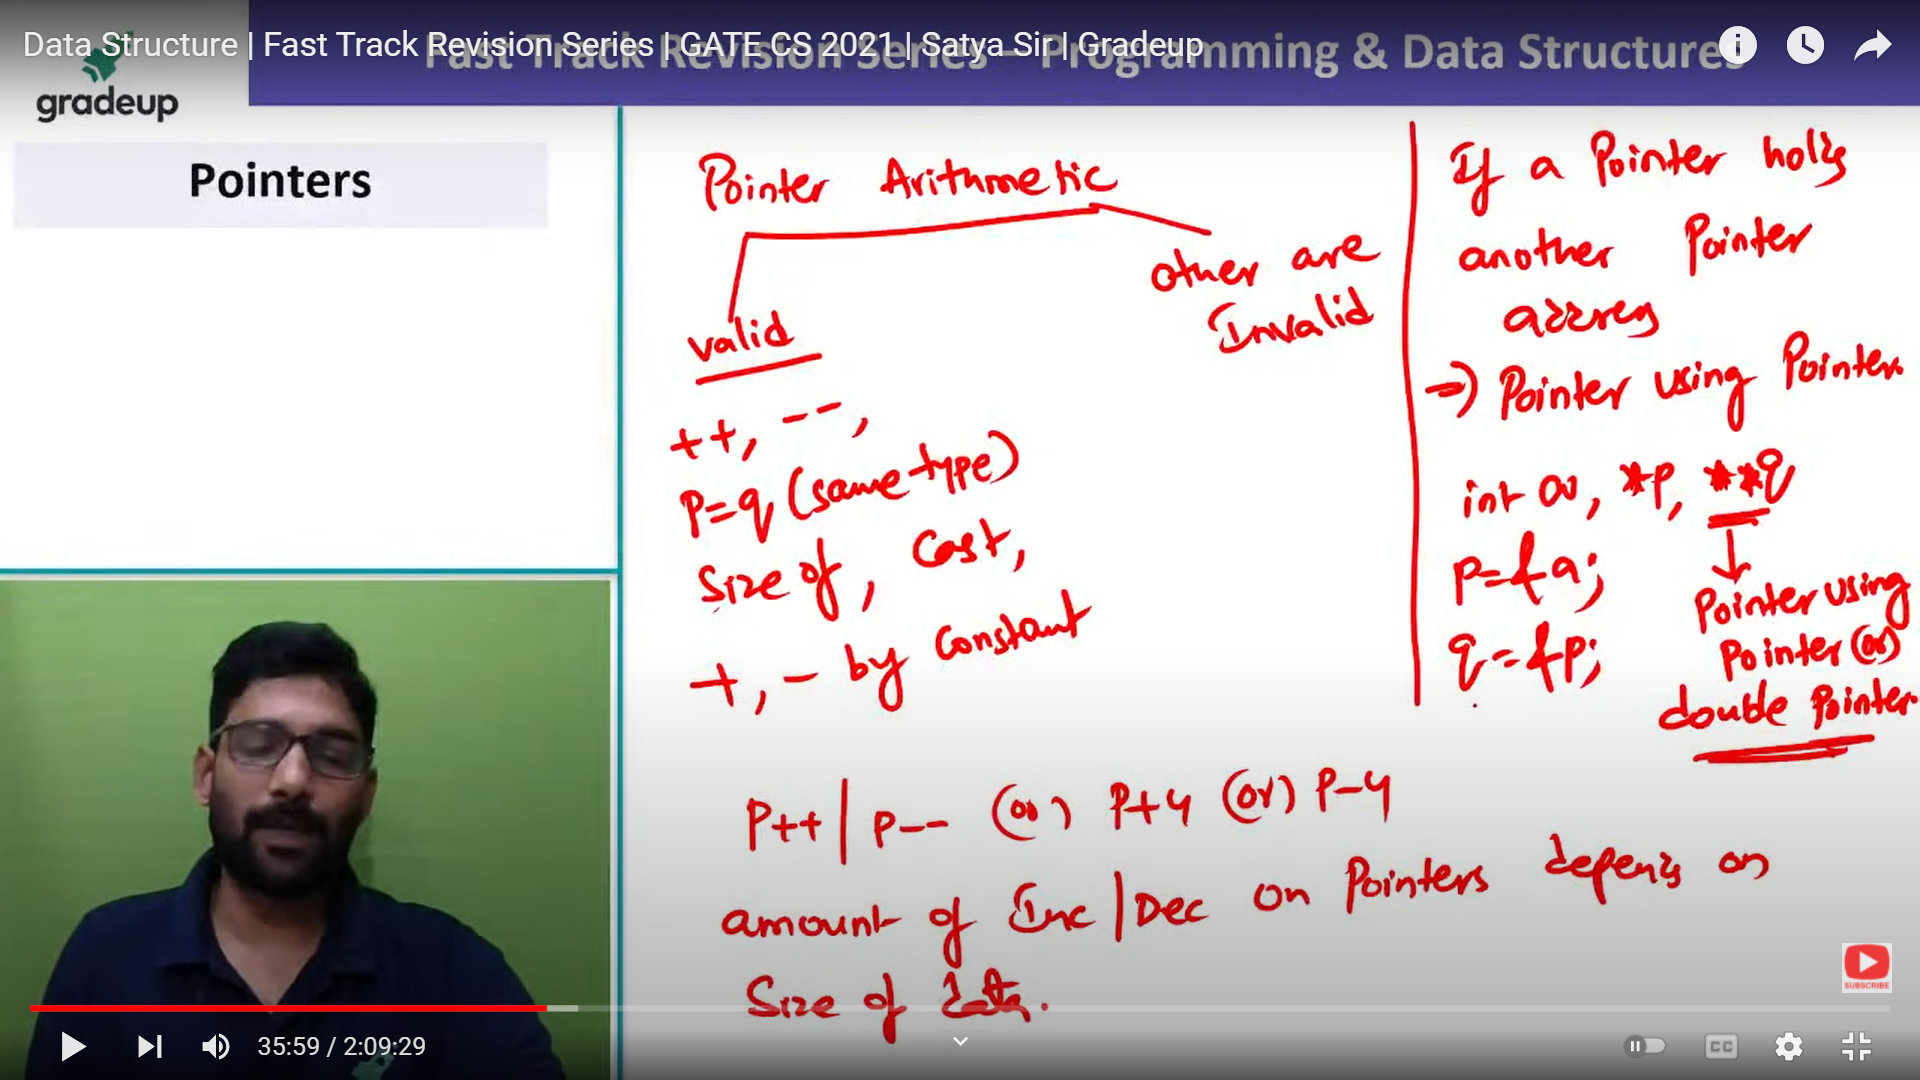 Data Structure | Fast Track Revision Series | GATE CS 2021 | Satya Sir | Gradeup
Fast Track Revision Series – Programming & Data Structures
gradeup
Pointers
Pointer Arithmetic
valid
other are
Invalid
++, --,
P=q (same type)
Size of, Cast,
+, - by Constant
If a Pointer holds
another Pointer
address
=> Pointer using Pointer.
int a, *p, **q
p=&a;
q=&p;
Pointer using
Pointer (or)
double Pointer.
P++ | P-- (or) P+4 (or) P-4
amount of Inc | Dec on Pointers depends on
Size of data.
SUBSCRIBE
35:59 / 2:09:29
CC